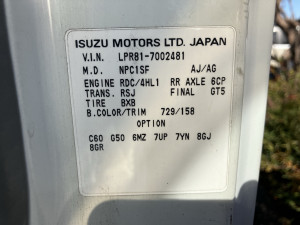 ISUZU MOTORS LTD. JAPAN
V.I.N. LPR81-7002481
M.D. NPC1SF AJ/AG
ENGINE RDC/4HL1 RR AXLE 6CP
TRANS. RSJ FINAL GT5
TIRE BXB
B.COLOR/TRIM 729/158
OPTION
C60 G50 6MZ 7UP 7YN 8GJ
8GR